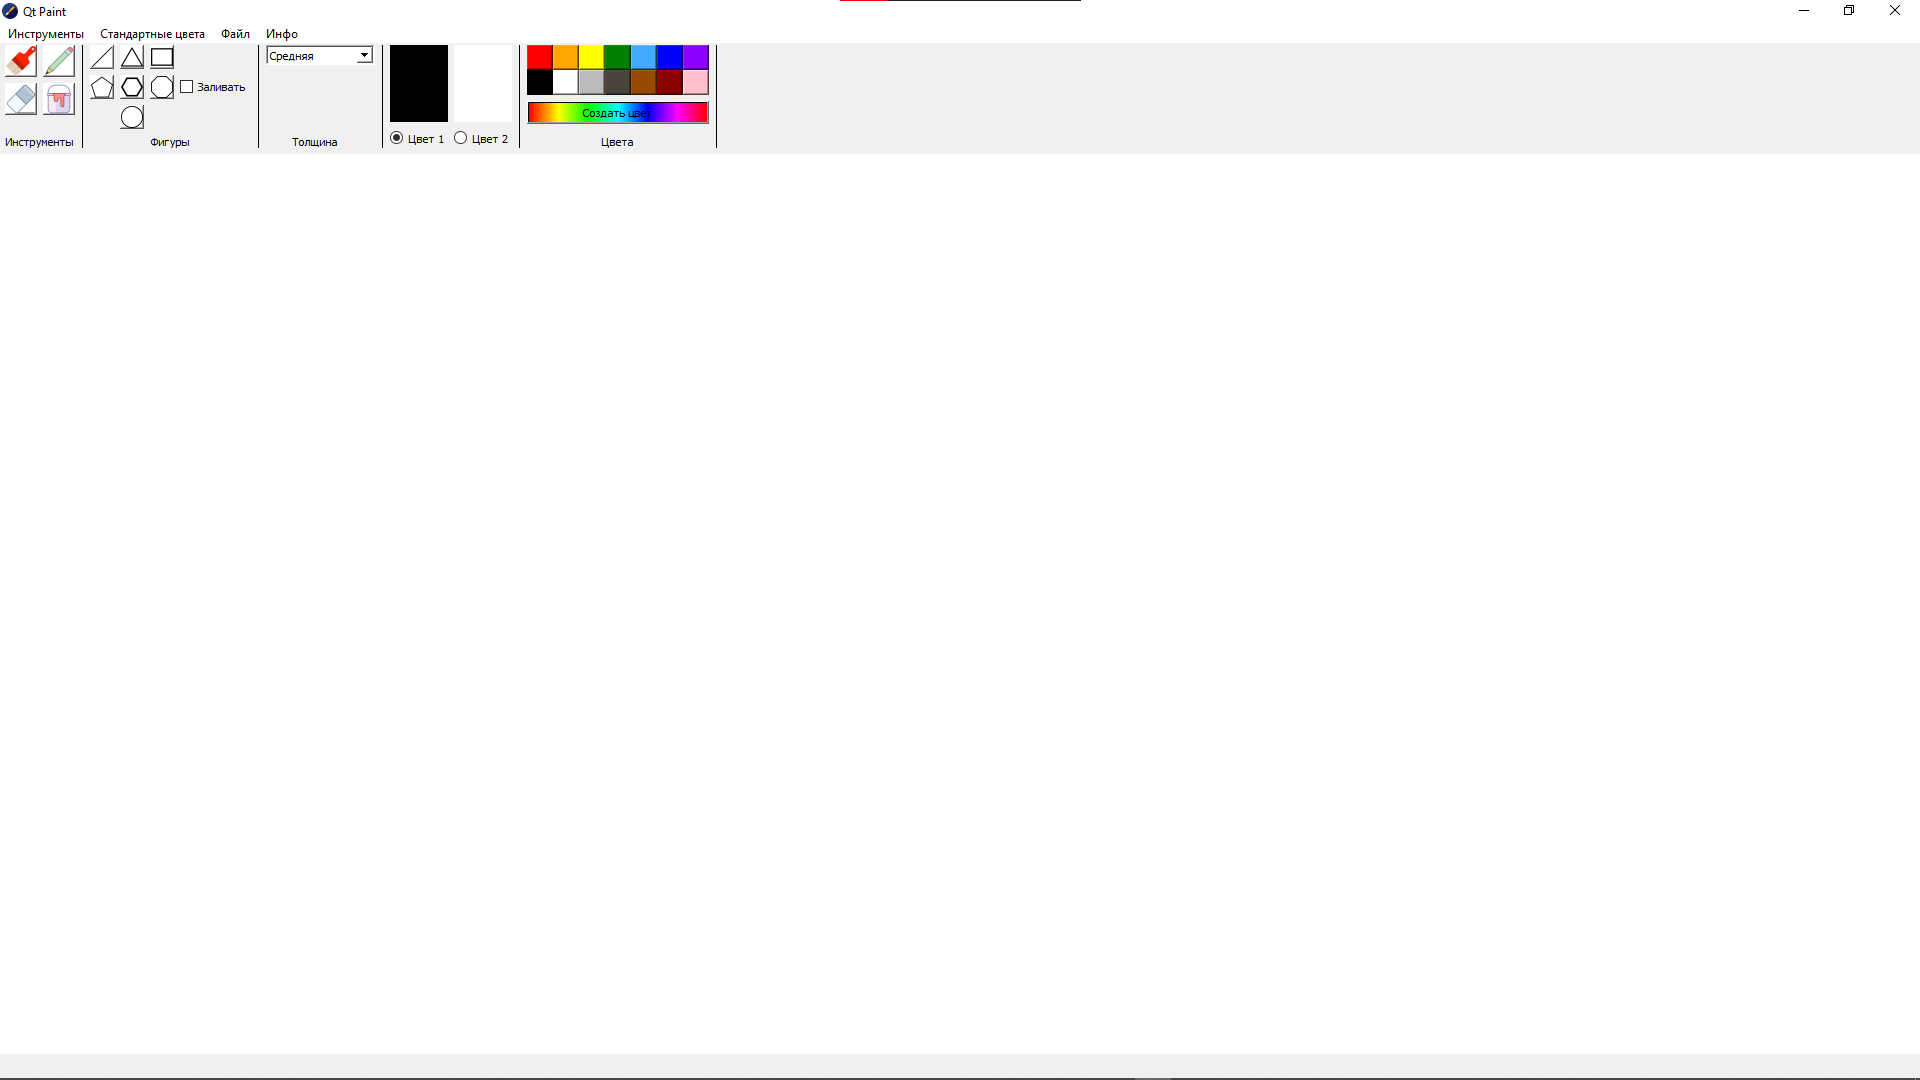 Qt Paint
Инструменты Стандартные цвета Файл Инфо
Средняя
Заливать
Создать цвет
Цвет 1 Цвет 2
Инструменты Фигуры Толщина Цвета